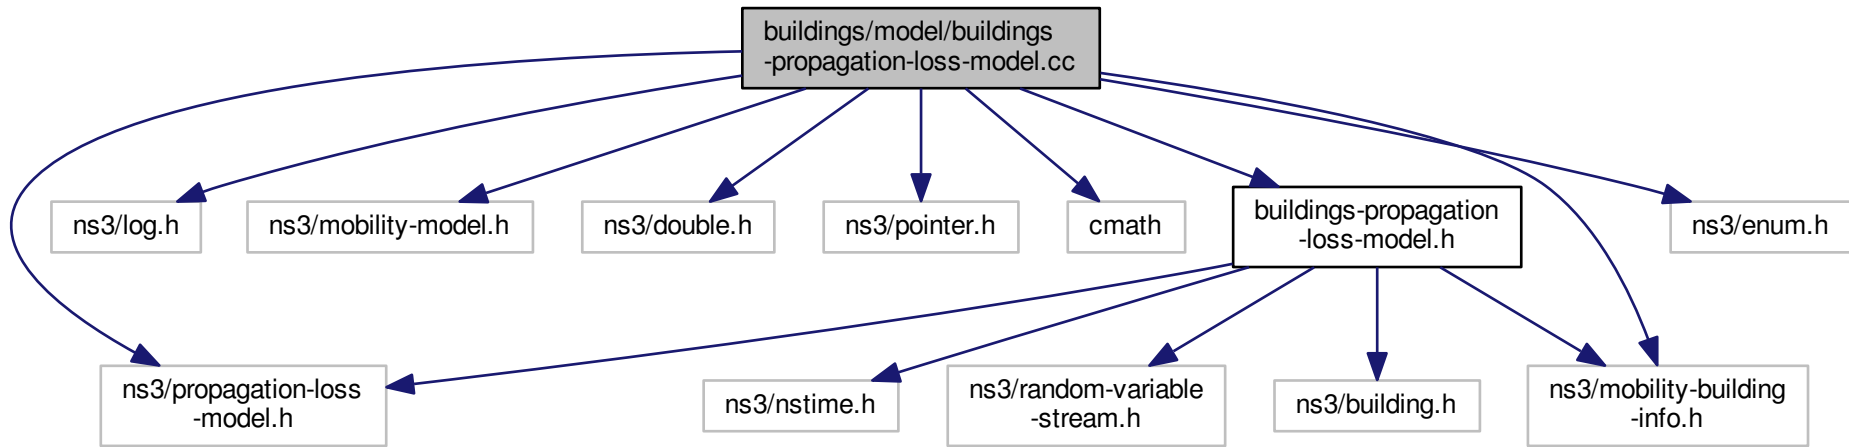 buildings/model/buildings
-propagation-loss-model.cc
ns3/log.h
ns3/mobility-model.h
ns3/double.h
ns3/pointer.h
cmath
buildings-propagation
-loss-model.h
ns3/enum.h
ns3/propagation-loss
-model.h
ns3/nstime.h
ns3/random-variable
-stream.h
ns3/building.h
ns3/mobility-building
-info.h